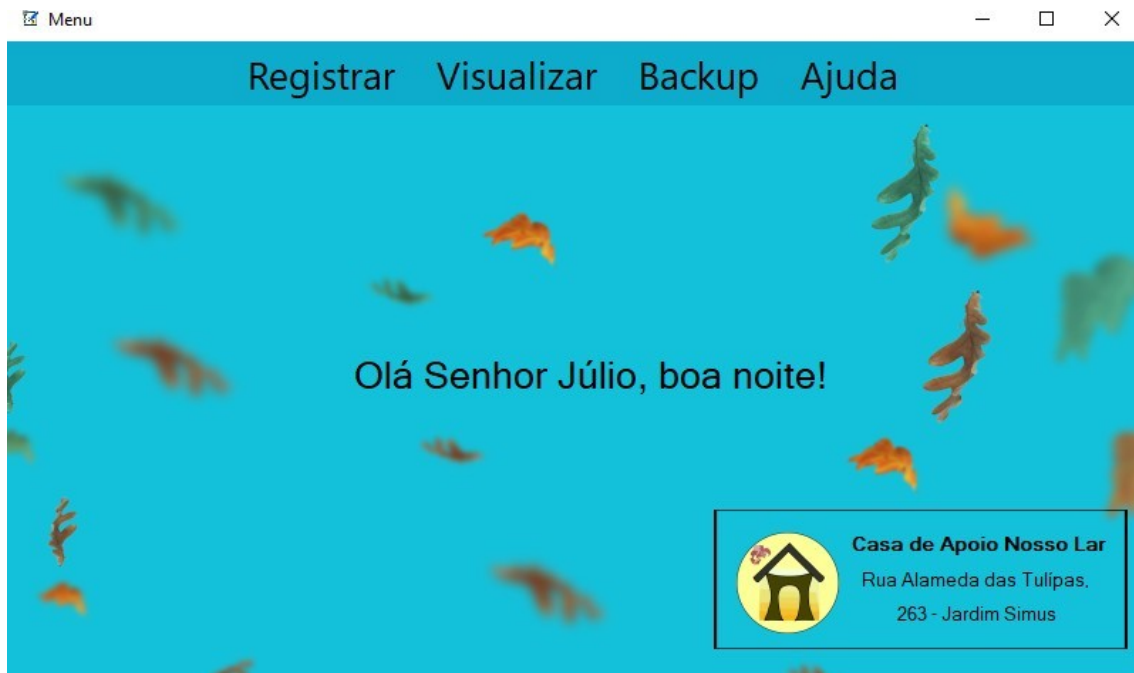 Menu
Registrar Visualizar Backup Ajuda
Olá Senhor Júlio, boa noite!
Casa de Apoio Nosso Lar
Rua Alameda das Tulípas,
263 - Jardim Simus